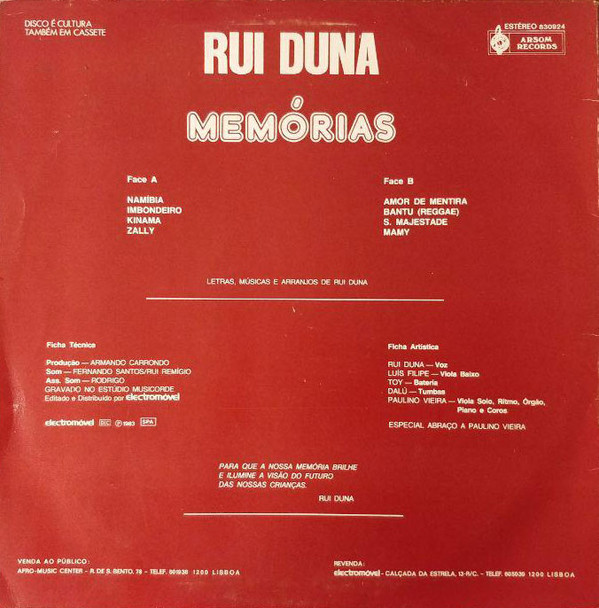 DISCO É CULTURA
TAMBÉM EM CASSETE
ESTÉREO 830924
ARSOM
RECORDS
RUI DUNA
MEMÓRIAS
Face A
NAMÍBIA
IMBONDEIRO
KINAMA
ZALLY
Face B
AMOR DE MENTIRA
BANTU (REGGAE)
S. MAJESTADE
MAMY
LETRAS, MÚSICAS E ARRANJOS DE RUI DUNA
Ficha Técnica
Produção — ARMANDO CARRONDO
Som — FERNANDO SANTOS/RUI REMÍGIO
Ass. Som — RODRIGO
GRAVADO NO ESTÚDIO MUSICORDE
Editado e Distribuído por electromóvel
electromóvel P 1983 SPA
Ficha Artística
RUI DUNA — Voz
LUÍS FILIPE — Viola Baixo
TOY — Bateria
DALÚ — Tumbas
PAULINO VIEIRA — Viola Solo, Ritmo, Órgão,
Piano e Coros
ESPECIAL ABRAÇO A PAULINO VIEIRA
PARA QUE A NOSSA MEMÓRIA BRILHE
E ILUMINE A VISÃO DO FUTURO
DAS NOSSAS CRIANÇAS.
RUI DUNA
VENDA AO PÚBLICO:
AFRO-MUSIC CENTER – R. DE S. BENTO, 79 – TELEF. 661938 1200 LISBOA
REVENDA:
electromóvel – CALÇADA DA ESTRELA, 13-R/C. – TELEF. 665036 1200 LISBOA